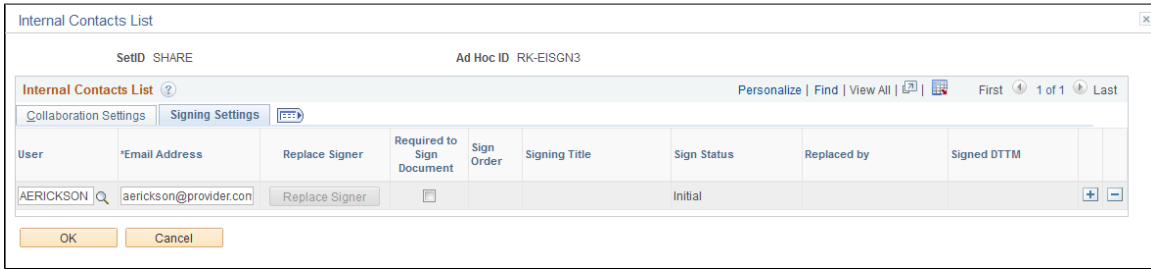 Internal Contacts List
SetID SHARE Ad Hoc ID RK-EISGN3
Internal Contacts List Personalize | Find | View All | | First 1 of 1 Last
Collaboration Settings Signing Settings
User *Email Address Replace Signer Required to Sign Document Sign Order Signing Title Sign Status Replaced by Signed DTTM
AERICKSON aerickson@provider.com Replace Signer Initial
OK Cancel